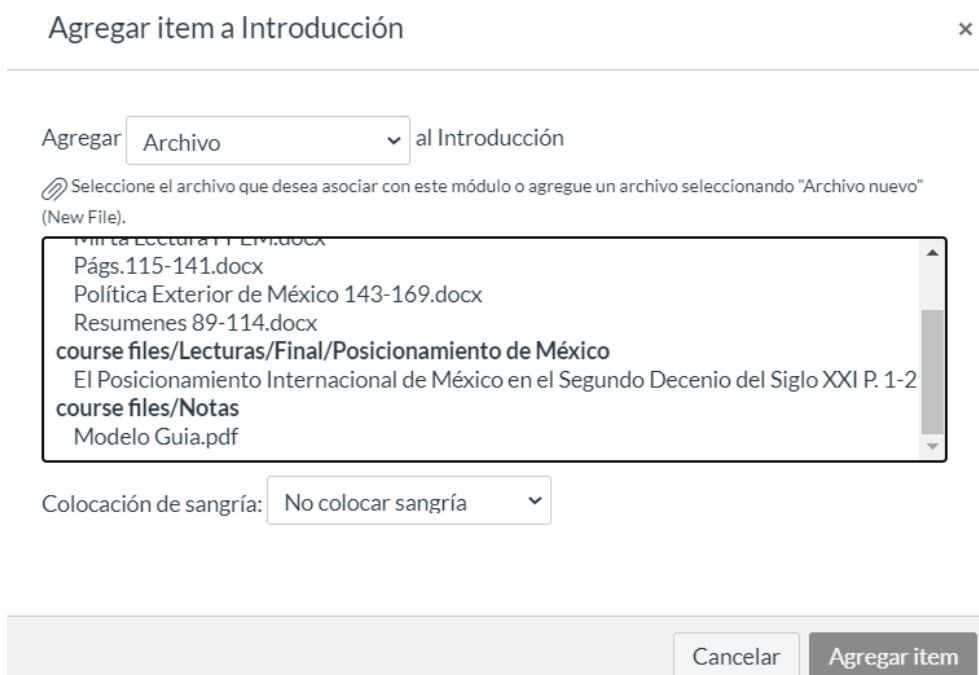 Agregar item a Introducción
×
Agregar Archivo al Introducción
Seleccione el archivo que desea asociar con este módulo o agregue un archivo seleccionando "Archivo nuevo"
(New File).
Mirta Lectura
Págs.115-141.docx
Política Exterior de México 143-169.docx
Resumenes 89-114.docx
course files/Lecturas/Final/Posicionamiento de México
El Posicionamiento Internacional de México en el Segundo Decenio del Siglo XXI P. 1-2
course files/Notas
Modelo Guia.pdf
Colocación de sangría: No colocar sangría
Cancelar Agregar item